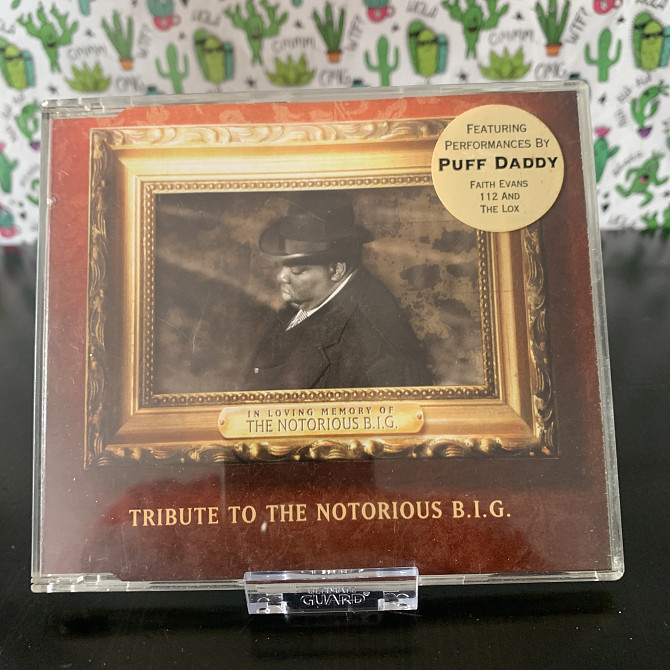 FEATURING
PERFORMANCES BY
PUFF DADDY
FAITH EVANS
112 AND
THE LOX
IN LOVING MEMORY OF
THE NOTORIOUS B.I.G.
TRIBUTE TO THE NOTORIOUS B.I.G.
ULTIMATE
GUARD